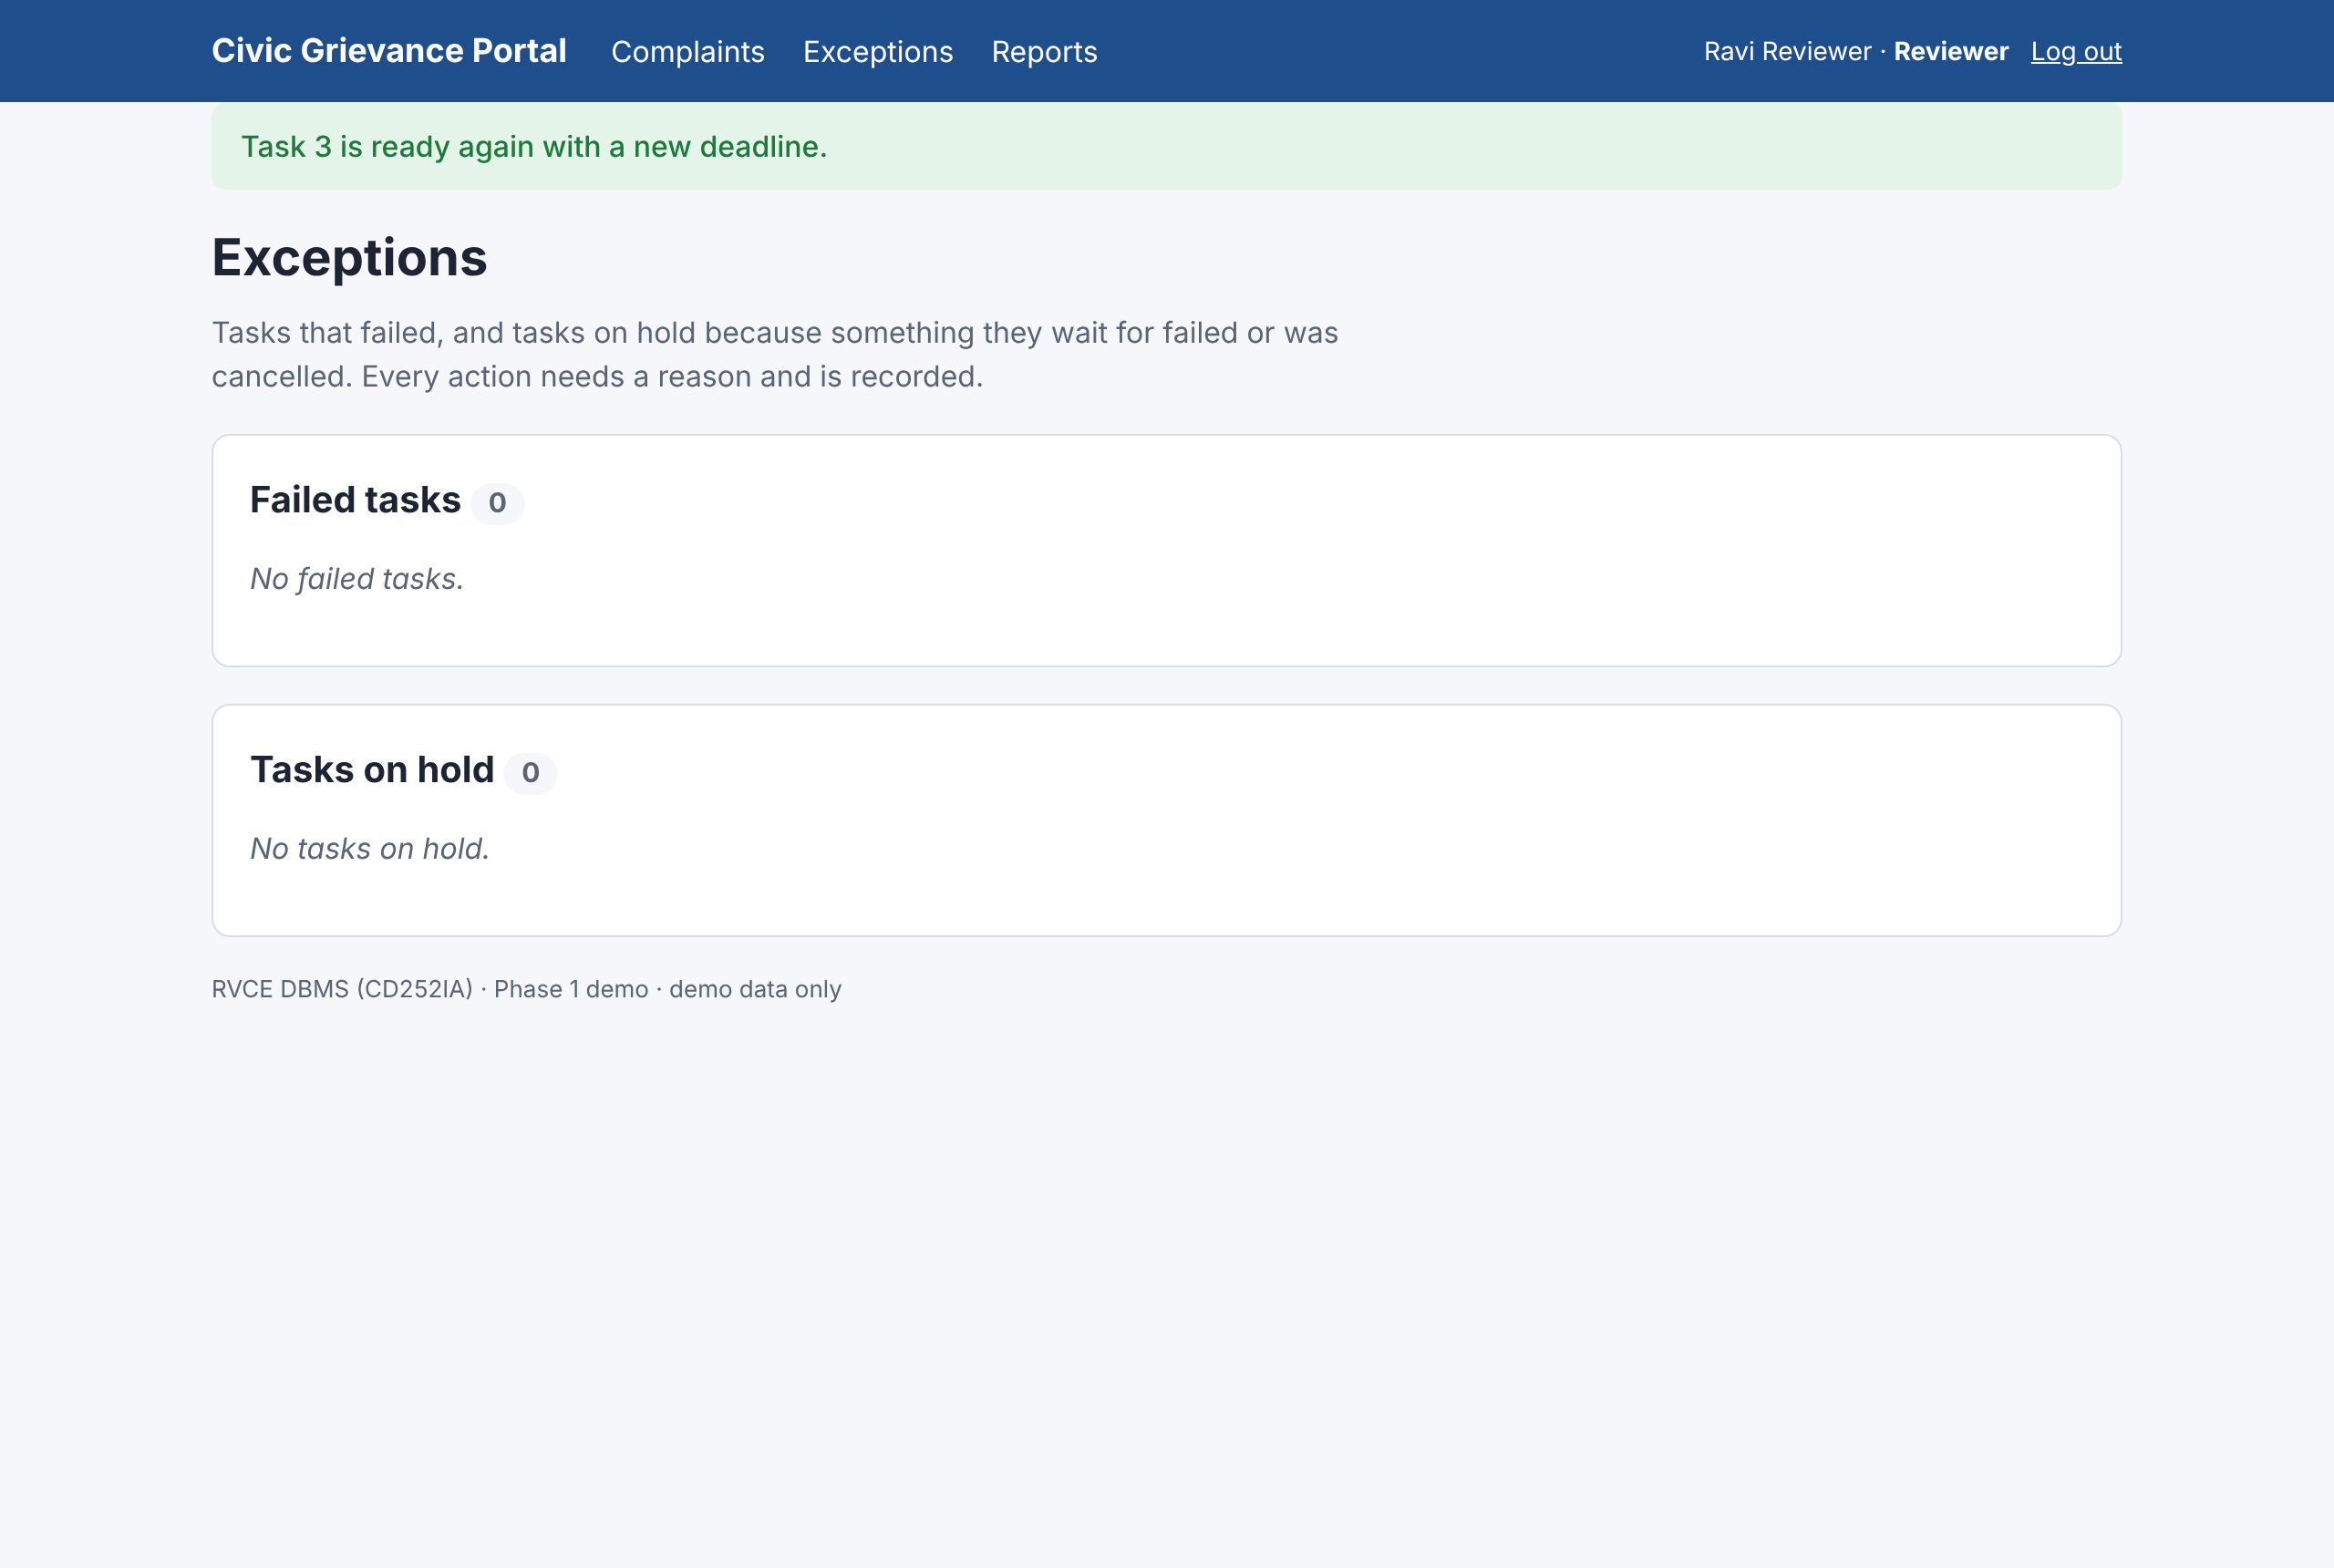 Civic Grievance Portal Complaints Exceptions Reports Ravi Reviewer · Reviewer Log out
Task 3 is ready again with a new deadline.
Exceptions
Tasks that failed, and tasks on hold because something they wait for failed or was
cancelled. Every action needs a reason and is recorded.
Failed tasks 0
No failed tasks.
Tasks on hold 0
No tasks on hold.
RVCE DBMS (CD252IA) · Phase 1 demo · demo data only